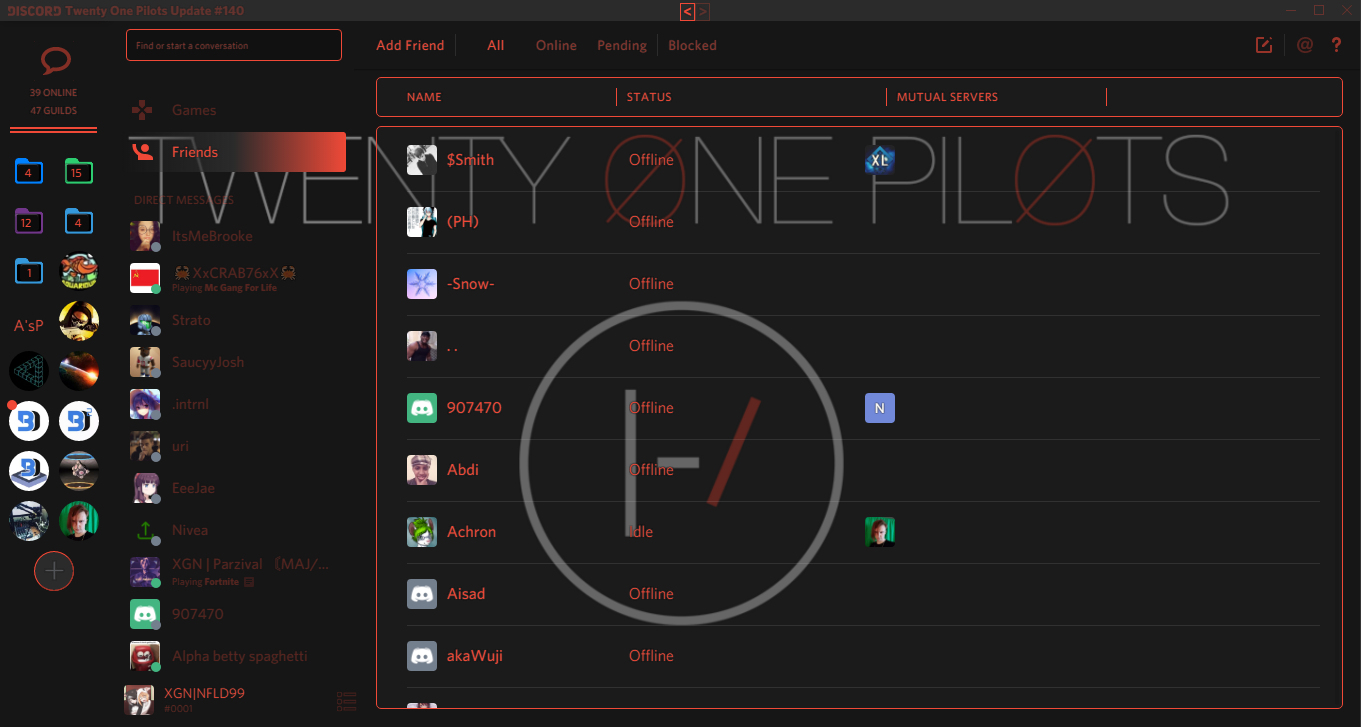 DISCORD Twenty One Pilots Update #140
< >
39 ONLINE
47 GUILDS
4
15
12
4
1
A'sP
Find or start a conversation
Games
Friends
DIRECT MESSAGES
ItsMeBrooke
XxCRAB76xX
Playing Mc Gang For Life
Strato
SaucyyJosh
.intrnl
uri
EeeJae
Nivea
XGN | Parzival 〔MAJ/...
Playing Fortnite
907470
Alpha betty spaghetti
XGN|NFLD99
#0001
Add Friend All Online Pending Blocked
@ ?
NAME STATUS MUTUAL SERVERS
TWENTY ØNE PILØTS
$Smith Offline XL
(PH) Offline
-Snow- Offline
. . Offline
907470 Offline N
Abdi Offline
Achron Idle
Aisad Offline
akaWuji Offline